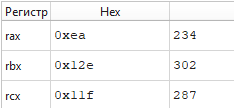 Регистр Hex
rax 0xea 234
rbx 0x12e 302
rcx 0x11f 287